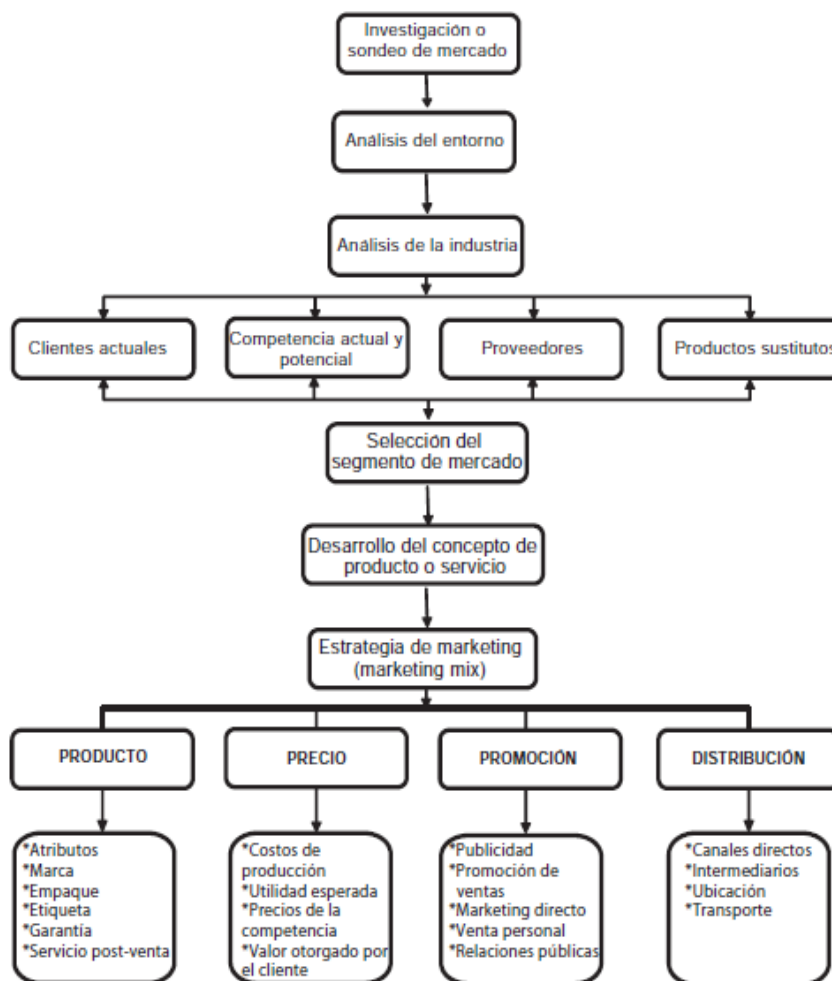 Investigación o
sondeo de mercado
Análisis del entorno
Análisis de la industria
Clientes actuales
Competencia actual y
potencial
Proveedores
Productos sustitutos
Selección del
segmento de mercado
Desarrollo del concepto de
producto o servicio
Estrategia de marketing
(marketing mix)
PRODUCTO
PRECIO
PROMOCIÓN
DISTRIBUCIÓN
*Atributos
*Marca
*Empaque
*Etiqueta
*Garantía
*Servicio post-venta
*Costos de
producción
*Utilidad esperada
*Precios de la
competencia
*Valor otorgado por
el cliente
*Publicidad
*Promoción de
ventas
*Marketing directo
*Venta personal
*Relaciones públicas
*Canales directos
*Intermediarios
*Ubicación
*Transporte